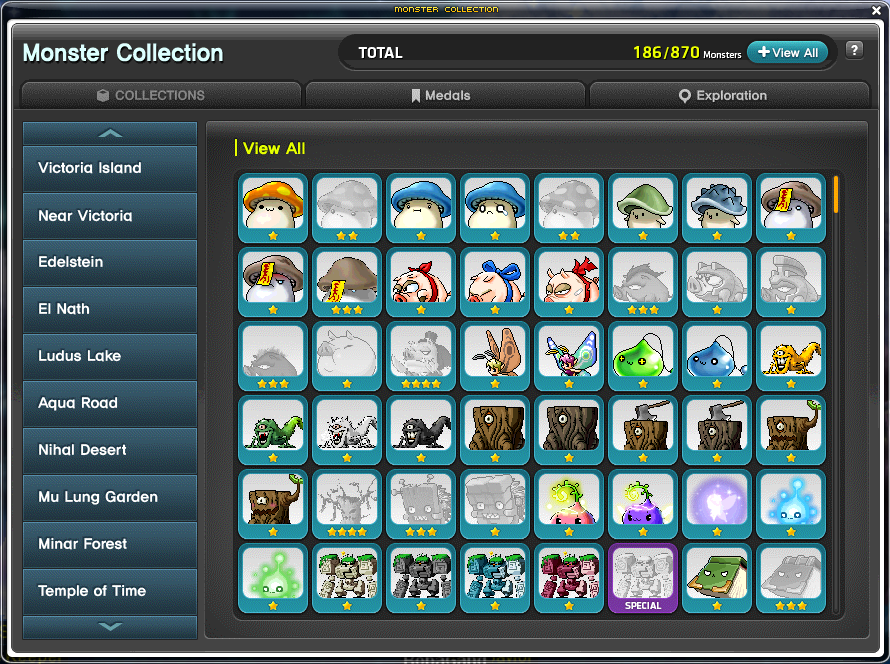 MONSTER COLLECTION
Monster Collection
TOTAL
186/870 Monsters
+View All
?
COLLECTIONS
Medals
Exploration
Victoria Island
Near Victoria
Edelstein
El Nath
Ludus Lake
Aqua Road
Nihal Desert
Mu Lung Garden
Minar Forest
Temple of Time
View All
SPECIAL